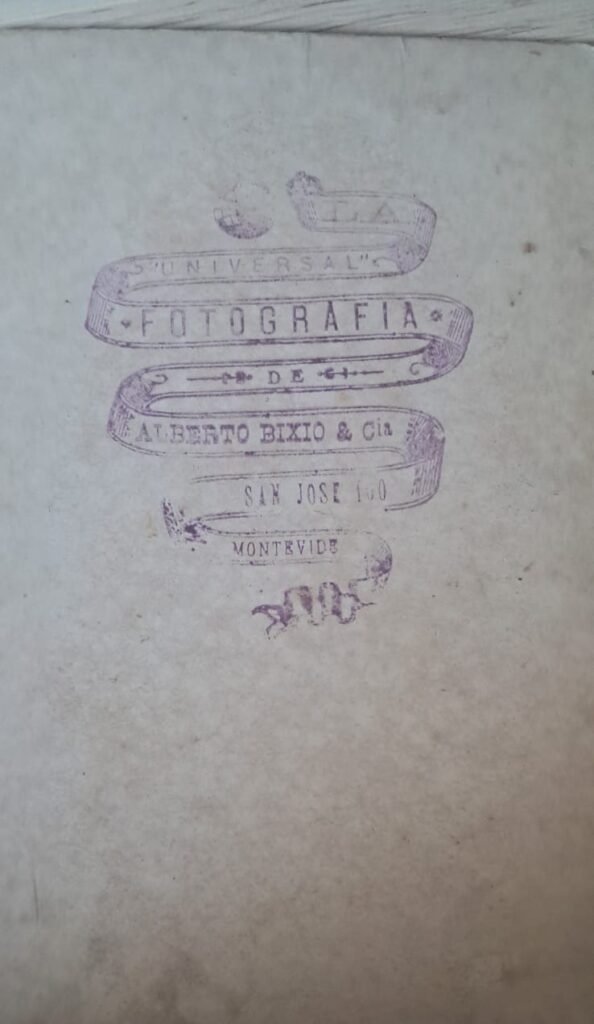 LA
"UNIVERSAL"
FOTOGRAFIA
DE
ALBERTO BIXIO & Cia
SAN JOSE
MONTEVIDE